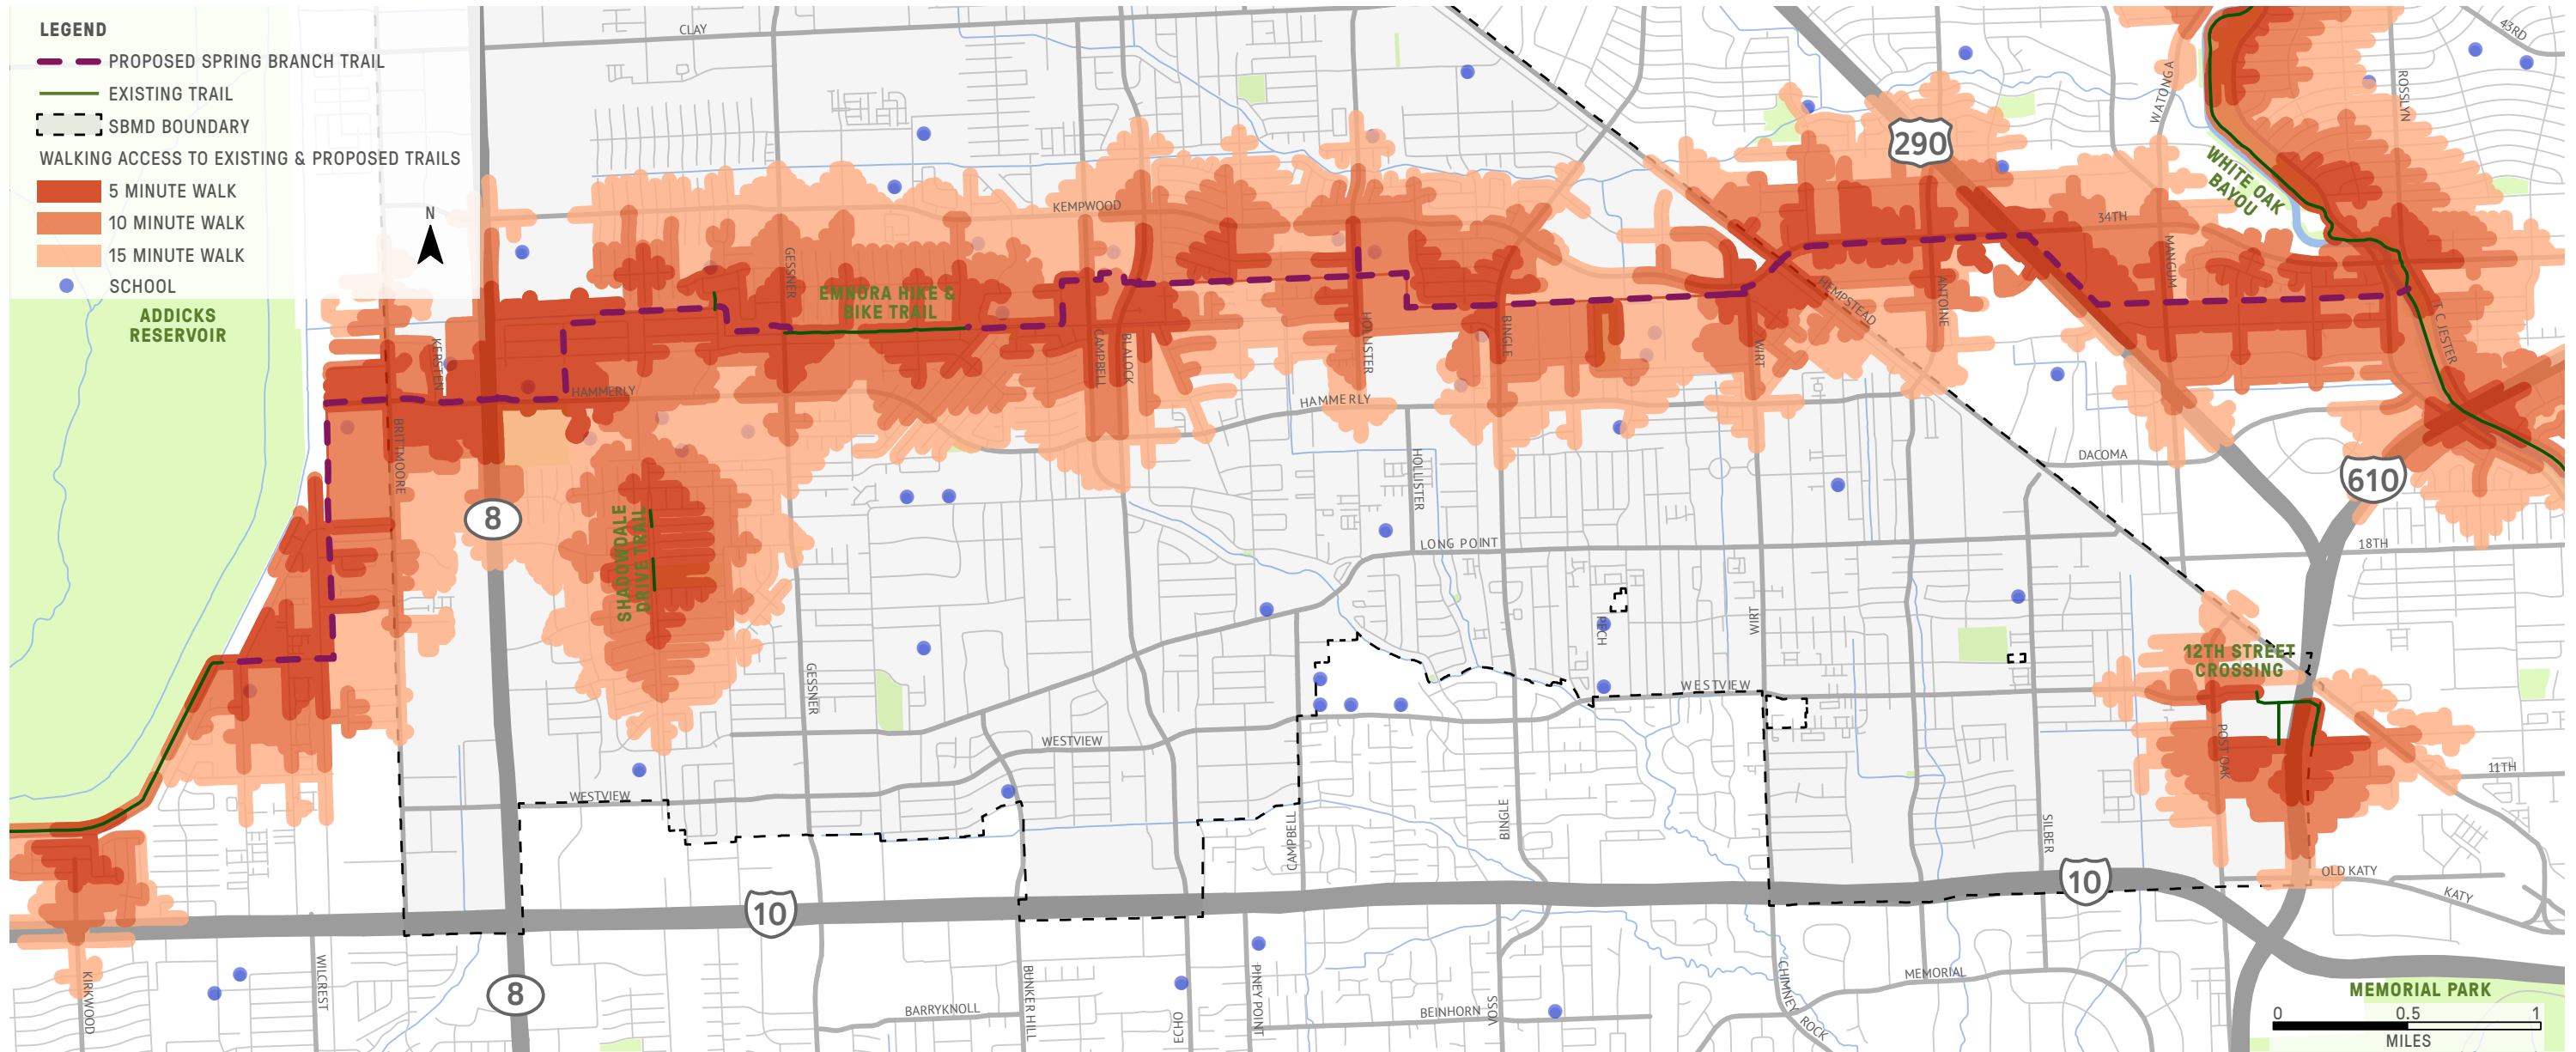 LEGEND
PROPOSED SPRING BRANCH TRAIL
EXISTING TRAIL
SBMD BOUNDARY
WALKING ACCESS TO EXISTING & PROPOSED TRAILS
5 MINUTE WALK
10 MINUTE WALK
15 MINUTE WALK
SCHOOL
N
ADDICKS
RESERVOIR
CLAY
KEMPWOOD
GESSNER
EMNORA HIKE &
BIKE TRAIL
KERSTEN
HAMMERLY
BRITTMOORE
CAMPBELL
BLALOCK
HOLLISTER
HAMMERLY
BINGLE
WIRT
HEMPSTEAD
ANTOINE
290
34TH
MANGUM
WATONGA
WHITE OAK
BAYOU
ROSSLYN
43RD
T C JESTER
DACOMA
610
18TH
8
SHADOWDALE
DRIVE TRAIL
HOLLISTER
LONG POINT
PECH
WIRT
GESSNER
WESTVIEW
WESTVIEW
WESTVIEW
12TH STREET
CROSSING
POST OAK
11TH
CAMPBELL
BINGLE
SILBER
OLD KATY
KATY
10
10
8
KIRKWOOD
WILCREST
BARRYKNOLL
BUNKER HILL
ECHO
PINEY POINT
BEINHORN
VOSS
CHIMNEY ROCK
MEMORIAL
MEMORIAL PARK
0 0.5 1
MILES